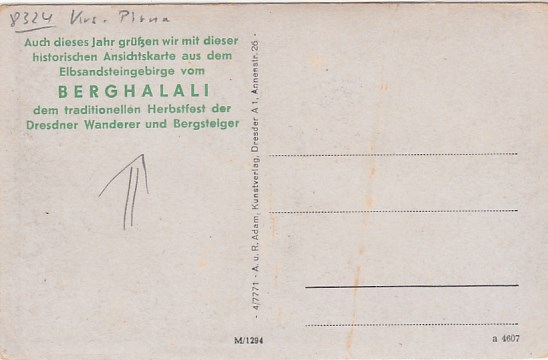 8324 Krs. Pirna
Auch dieses Jahr grüßen wir mit dieser
historischen Ansichtskarte aus dem
Elbsandsteingebirge vom
BERGHALALI
dem traditionellen Herbstfest der
Dresdner Wanderer und Bergsteiger
- 4/7771 - A. u. R. Adam, Kunstverlag, Dresden A 1, Annenstr. 26 -
M/1294
a 4607